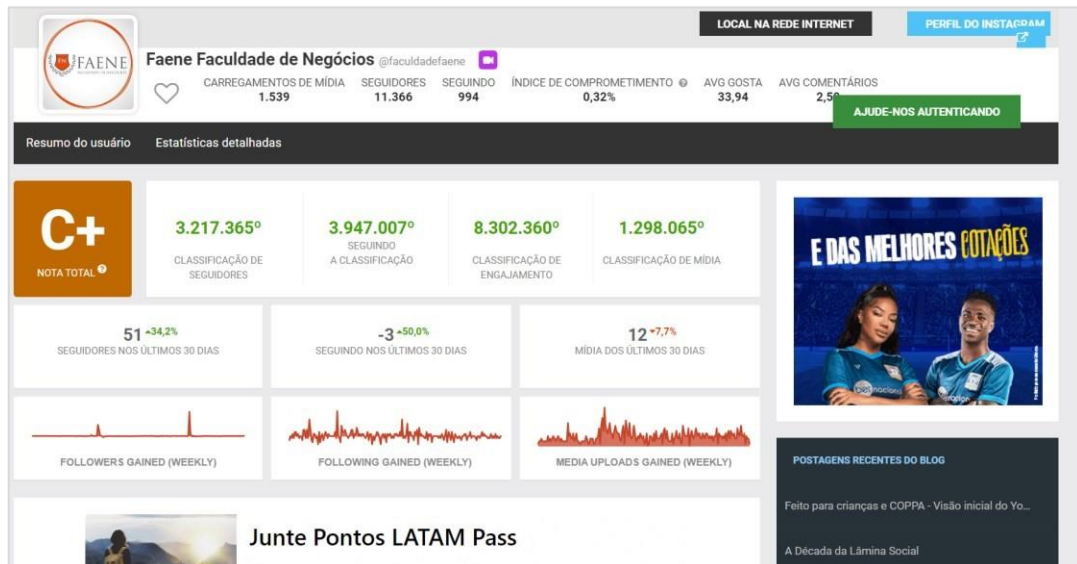 LOCAL NA REDE INTERNET
PERFIL DO INSTAGRAM
FAENE
Faene Faculdade de Negócios @faculdadefaene
CARREGAMENTOS DE MÍDIA SEGUIDORES SEGUINDO ÍNDICE DE COMPROMETIMENTO AVG GOSTA AVG COMENTÁRIOS
1.539 11.366 994 0,32% 33,94
AJUDE-NOS AUTENTICANDO
Resumo do usuário Estatísticas detalhadas
C+
NOTA TOTAL
3.217.365º
CLASSIFICAÇÃO DE
SEGUIDORES
3.947.007º
SEGUINDO
A CLASSIFICAÇÃO
8.302.360º
CLASSIFICAÇÃO DE
ENGAJAMENTO
1.298.065º
CLASSIFICAÇÃO DE MÍDIA
E DAS MELHORES COTAÇÕES
51 34,2%
SEGUIDORES NOS ÚLTIMOS 30 DIAS
-3 50,0%
SEGUINDO NOS ÚLTIMOS 30 DIAS
12 7,7%
MÍDIA DOS ÚLTIMOS 30 DIAS
FOLLOWERS GAINED (WEEKLY)
FOLLOWING GAINED (WEEKLY)
MEDIA UPLOADS GAINED (WEEKLY)
POSTAGENS RECENTES DO BLOG
Feito para crianças e COPPA - Visão inicial do Yo...
A Década da Lâmina Social
Junte Pontos LATAM Pass